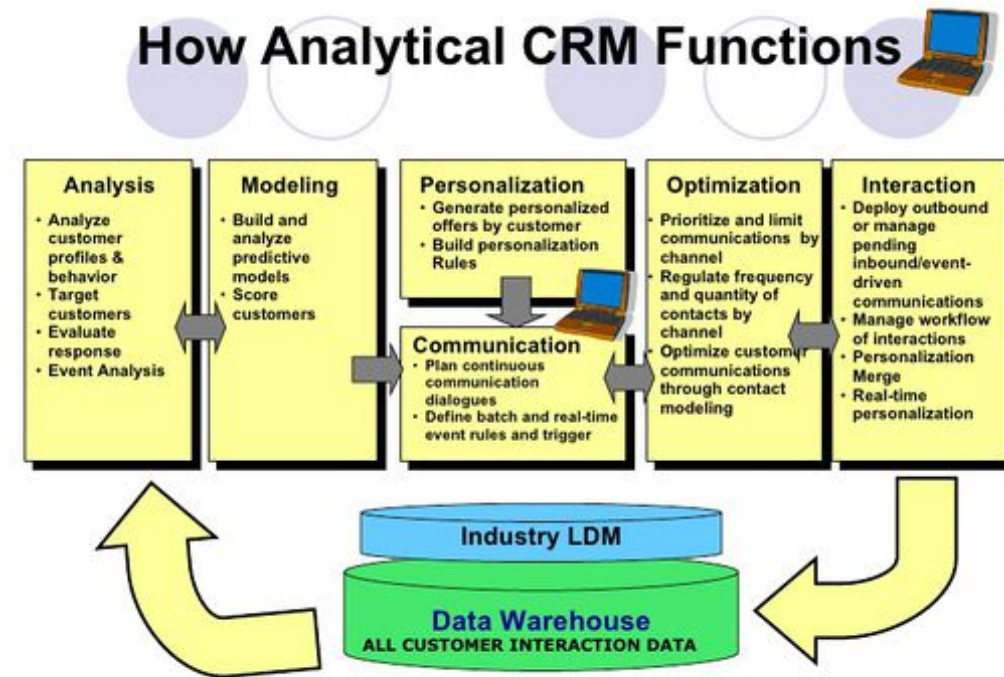 How Analytical CRM Functions
Analysis
• Analyze
customer
profiles &
behavior
• Target
customers
• Evaluate
response
• Event Analysis
Modeling
• Build and
analyze
predictive
models
• Score
customers
Personalization
• Generate personalized
offers by customer
• Build personalization
Rules
Communication
• Plan continuous
communication
dialogues
• Define batch and real-time
event rules and trigger
Optimization
• Prioritize and limit
communications by
channel
• Regulate frequency
and quantity of
contacts by
channel
• Optimize customer
communications
through contact
modeling
Interaction
• Deploy outbound
or manage
pending
inbound/event-
driven
communications
• Manage workflow
of interactions
• Personalization
Merge
• Real-time
personalization
Industry LDM
Data Warehouse
ALL CUSTOMER INTERACTION DATA